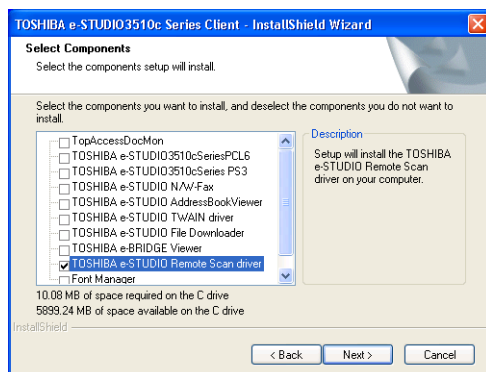 TOSHIBA e-STUDIO3510c Series Client - InstallShield Wizard
Select Components
Select the components setup will install.
Select the components you want to install, and deselect the components you do not want to
install.
TopAccessDocMon
TOSHIBA e-STUDIO3510cSeriesPCL6
TOSHIBA e-STUDIO3510cSeries PS3
TOSHIBA e-STUDIO N/W-Fax
TOSHIBA e-STUDIO AddressBookViewer
TOSHIBA e-STUDIO TWAIN driver
TOSHIBA e-STUDIO File Downloader
TOSHIBA e-BRIDGE Viewer
TOSHIBA e-STUDIO Remote Scan driver
Font Manager
Description
Setup will install the TOSHIBA
e-STUDIO Remote Scan
driver on your computer.
10.08 MB of space required on the C drive
5899.24 MB of space available on the C drive
InstallShield
< Back
Next >
Cancel